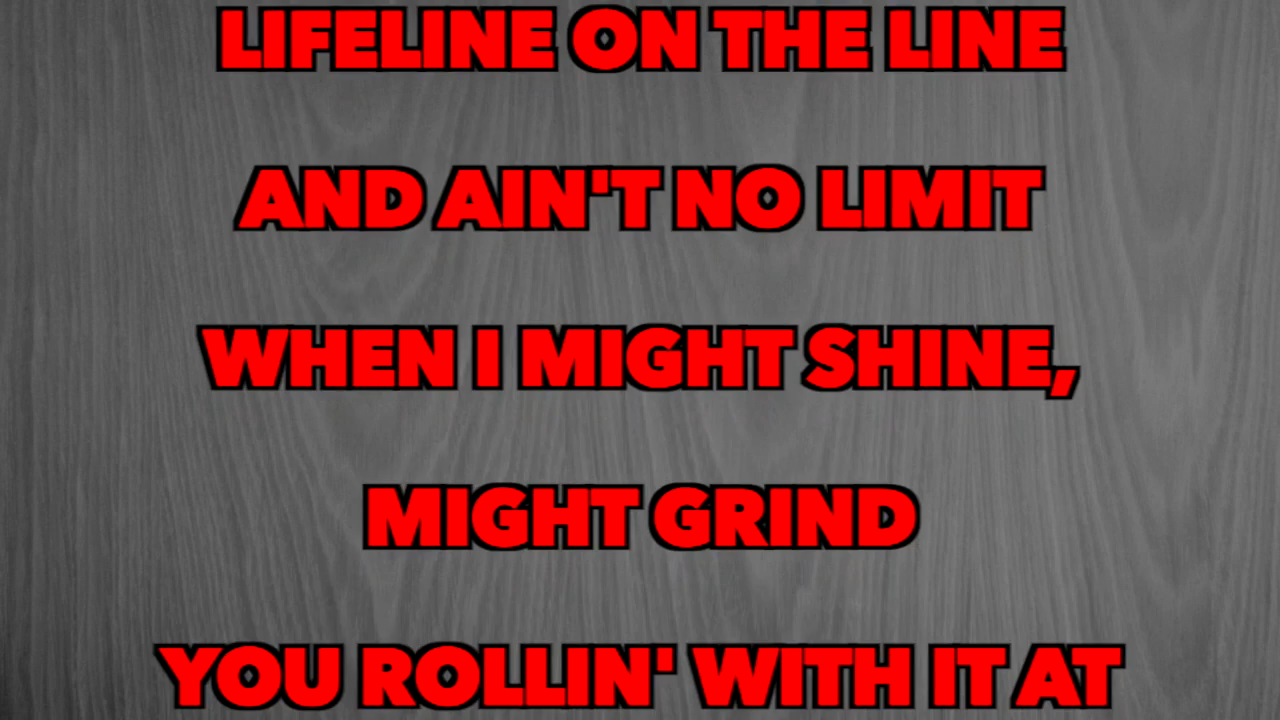 LIFELINE ON THE LINE
AND AIN'T NO LIMIT
WHEN I MIGHT SHINE,
MIGHT GRIND
YOU ROLLIN' WITH IT AT